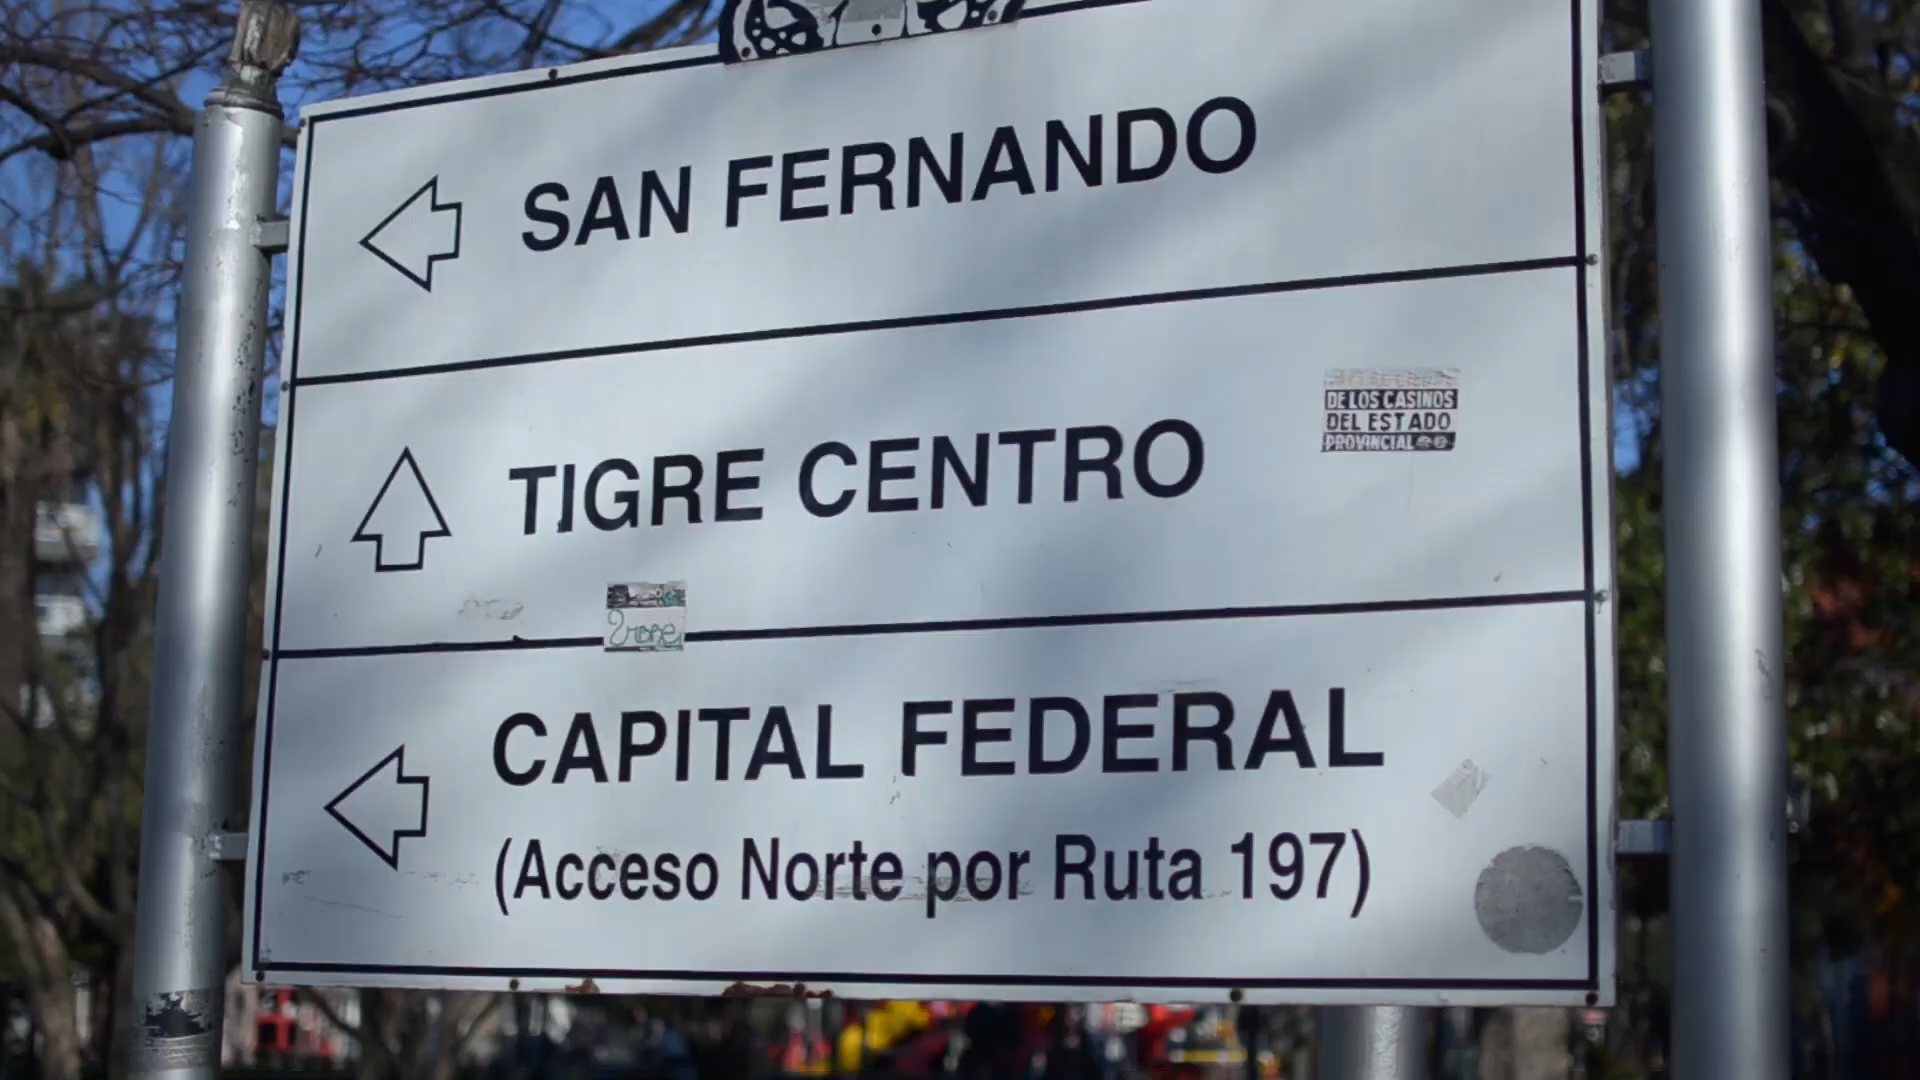 SAN FERNANDO
TIGRE CENTRO
DE LOS CASINOS
DEL ESTADO
PROVINCIAL
CAPITAL FEDERAL
(Acceso Norte por Ruta 197)